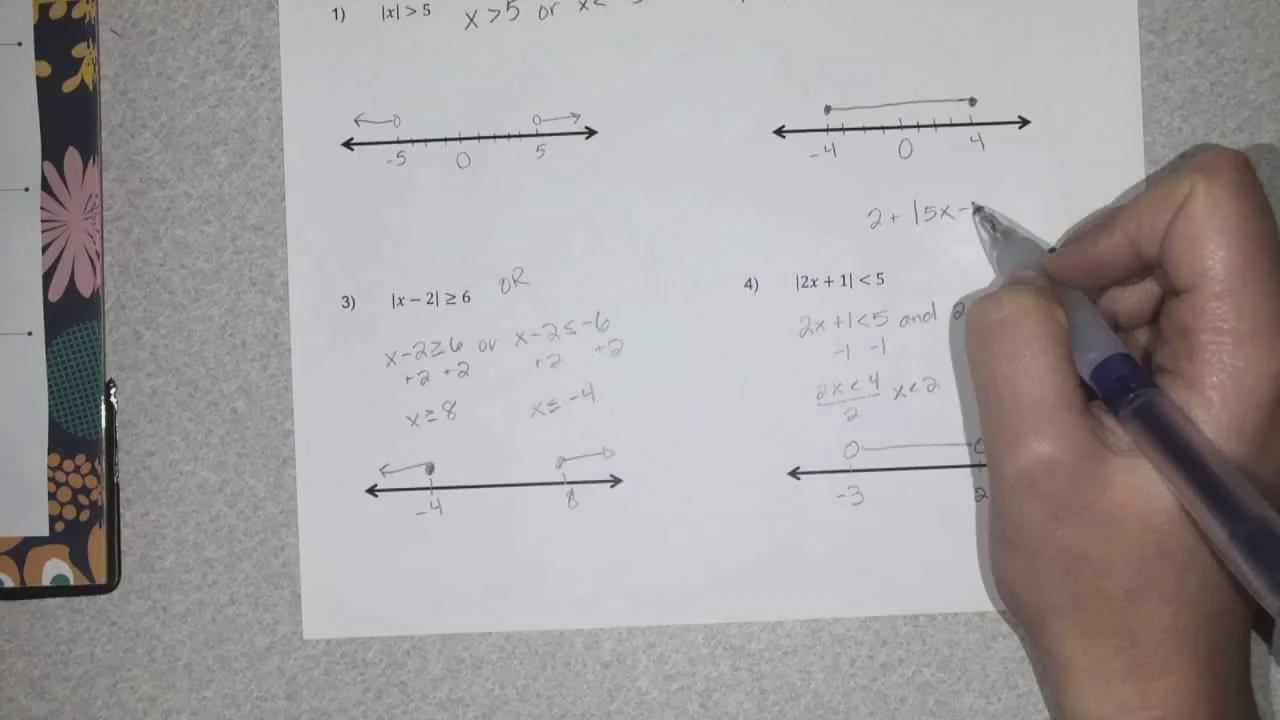 1) |x| > 5 x > 5 or x <
-5 0 5
-4 0 4
2 + |5x -
3) |x − 2| ≥ 6 OR
x-2≥6 or x-2≤-6
+2 +2 +2 +2
x≥8 x≤-4
-4 8
4) |2x + 1| < 5
2x+1<5 and 2
-1 -1
2x<4 x<2
2
-3 2